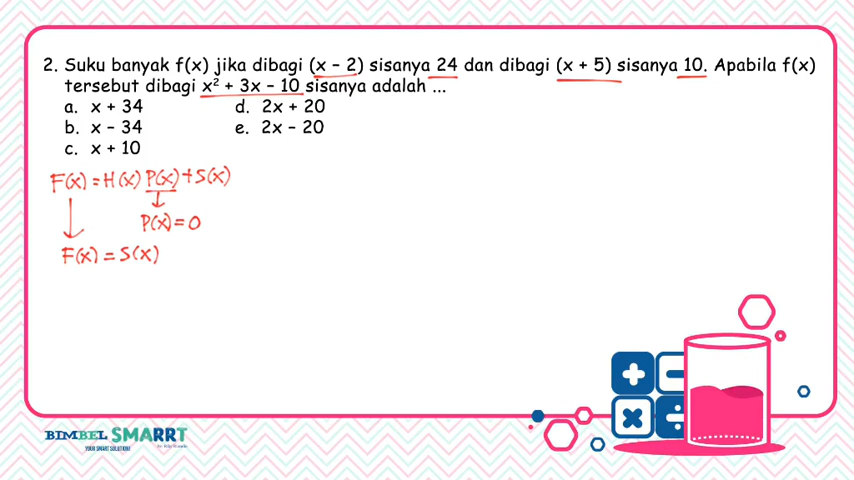 2. Suku banyak f(x) jika dibagi (x – 2) sisanya 24 dan dibagi (x + 5) sisanya 10. Apabila f(x)
tersebut dibagi x² + 3x – 10 sisanya adalah ...
a. x + 34
d. 2x + 20
b. x – 34
e. 2x – 20
c. x + 10
F(x) = H(x) P(x) + S(x)
P(x) = 0
F(x) = S(x)
+ –
× ÷
BIMBEL SMARRT
YOUR SMART SOLUTION!